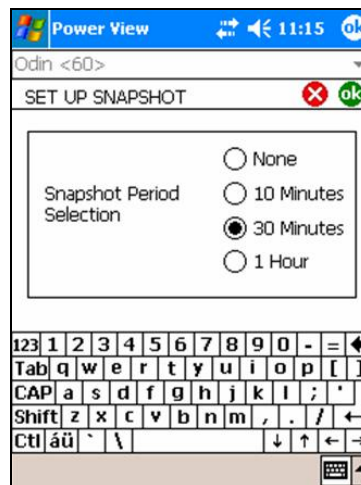 Power View 11:15 ok
Odin <60>
SET UP SNAPSHOT ok
None
Snapshot Period
Selection
10 Minutes
30 Minutes
1 Hour
123 1 2 3 4 5 6 7 8 9 0 - =
Tab q w e r t y u i o p [ ]
CAP a s d f g h j k l ; '
Shift z x c v b n m , . /
Ctl áü ` \